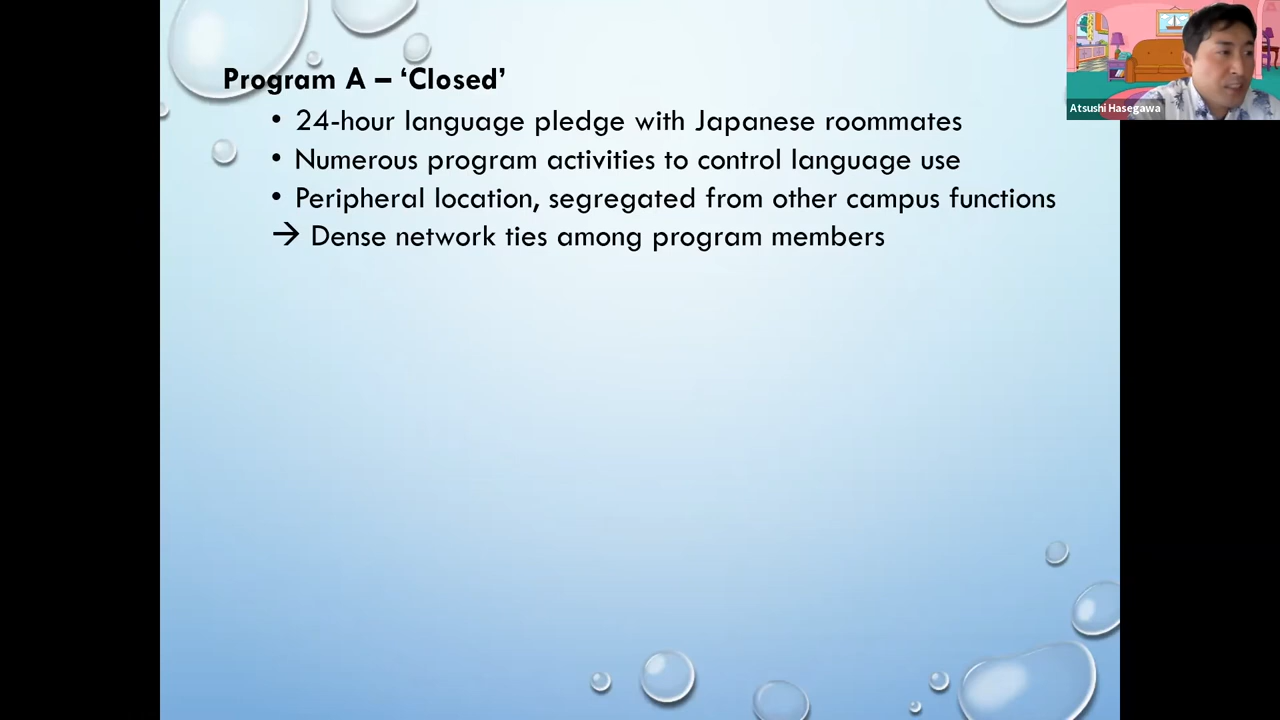 Program A – ‘Closed’
• 24-hour language pledge with Japanese roommates
• Numerous program activities to control language use
• Peripheral location, segregated from other campus functions
→ Dense network ties among program members
Atsushi Hasegawa